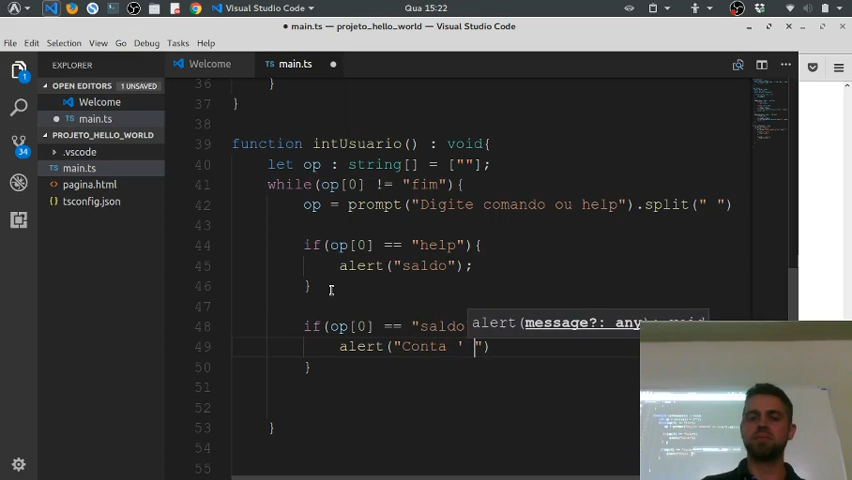 Visual Studio Code
Qua 15:22
main.ts - projeto_hello_world - Visual Studio Code
File Edit Selection View Go Debug Tasks Help
EXPLORER
Welcome
main.ts
OPEN EDITORS 1 UNSAVED
Welcome
main.ts
PROJETO_HELLO_WORLD
.vscode
main.ts
pagina.html
tsconfig.json
1
34
36 }
37 }
38
39 function intUsuario() : void{
40 let op : string[] = [""];
41 while(op[0] != "fim"){
42 op = prompt("Digite comando ou help").split(" ")
43
44 if(op[0] == "help"){
45 alert("saldo");
46 }
47
48 if(op[0] == "saldo
alert(message?: any): void
49 alert("Conta ' ")
50 }
51
52
53 }
54
55